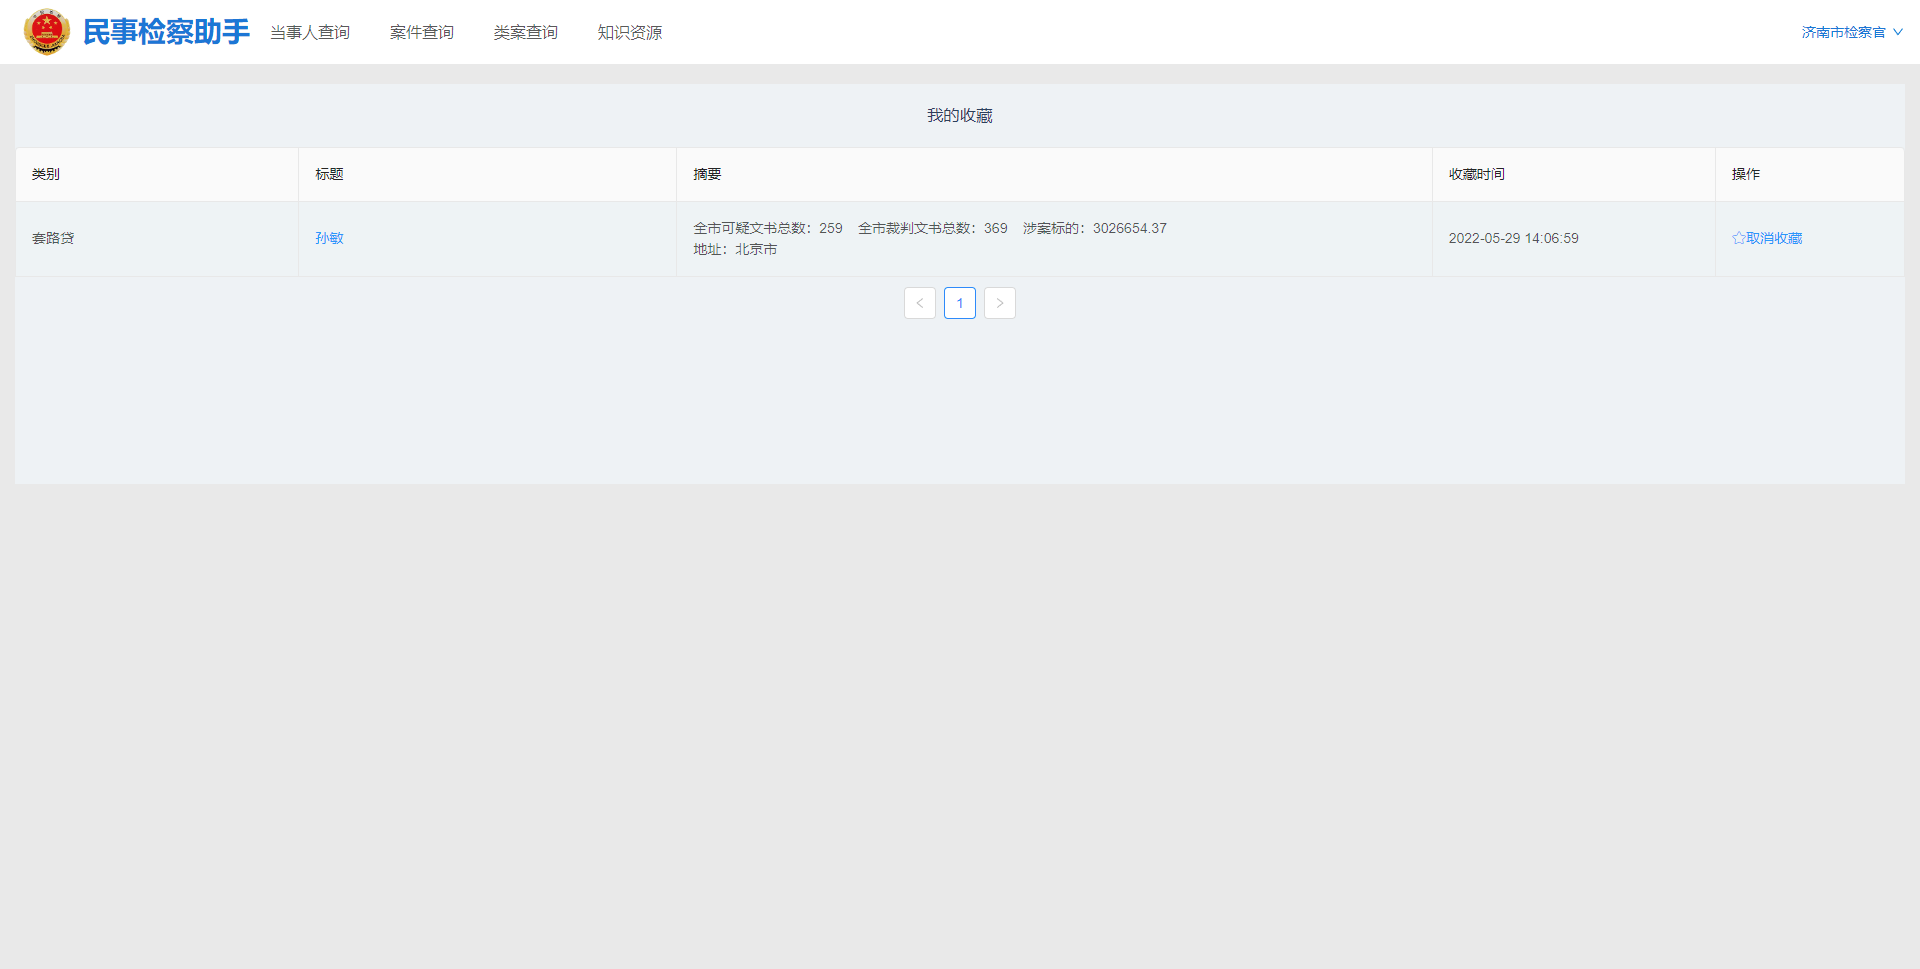 民事检察助手 当事人查询 案件查询 类案查询 知识资源 济南市检察官
我的收藏
类别 标题 摘要 收藏时间 操作
套路贷 孙敏 全市可疑文书总数：259 全市裁判文书总数：369 涉案标的：3026654.37 2022-05-29 14:06:59 取消收藏
地址：北京市
< 1 >